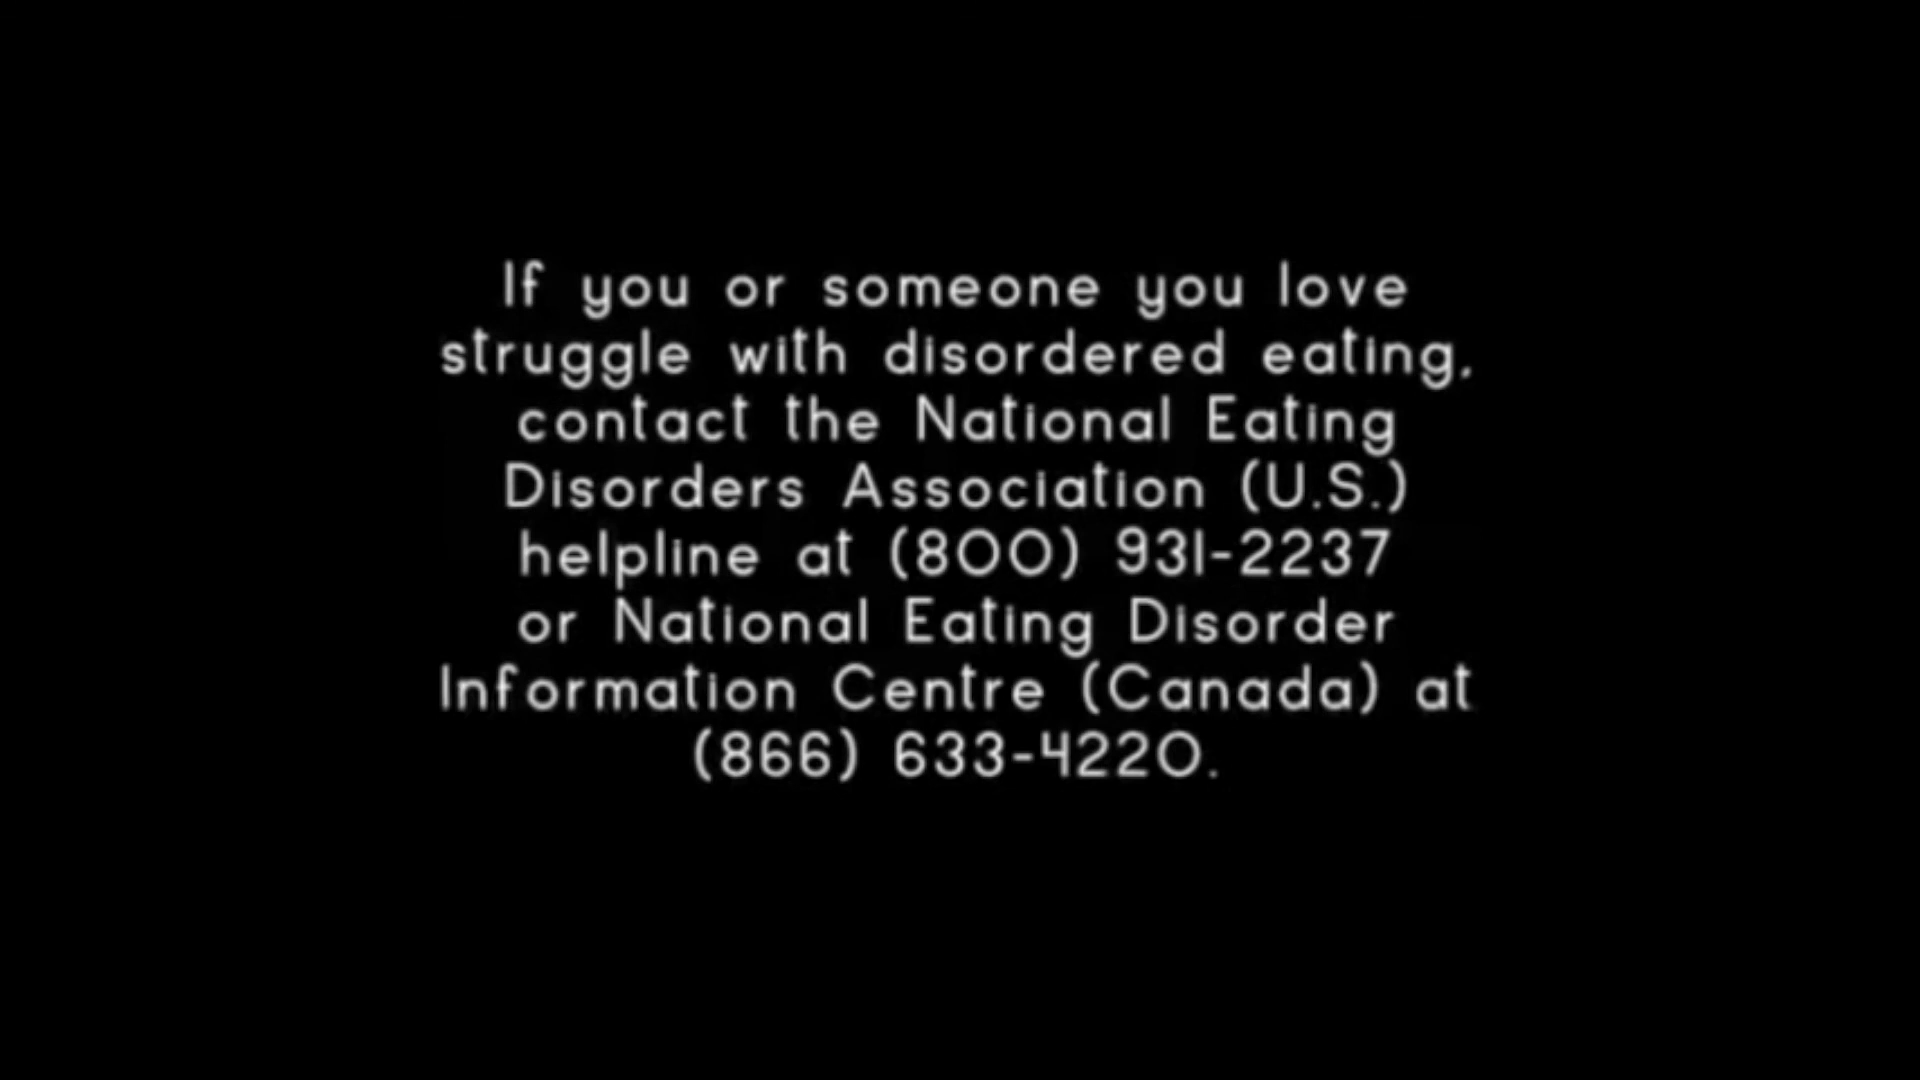 If you or someone you love
struggle with disordered eating,
contact the National Eating
Disorders Association (U.S.)
helpline at (800) 931-2237
or National Eating Disorder
Information Centre (Canada) at
(866) 633-4220.